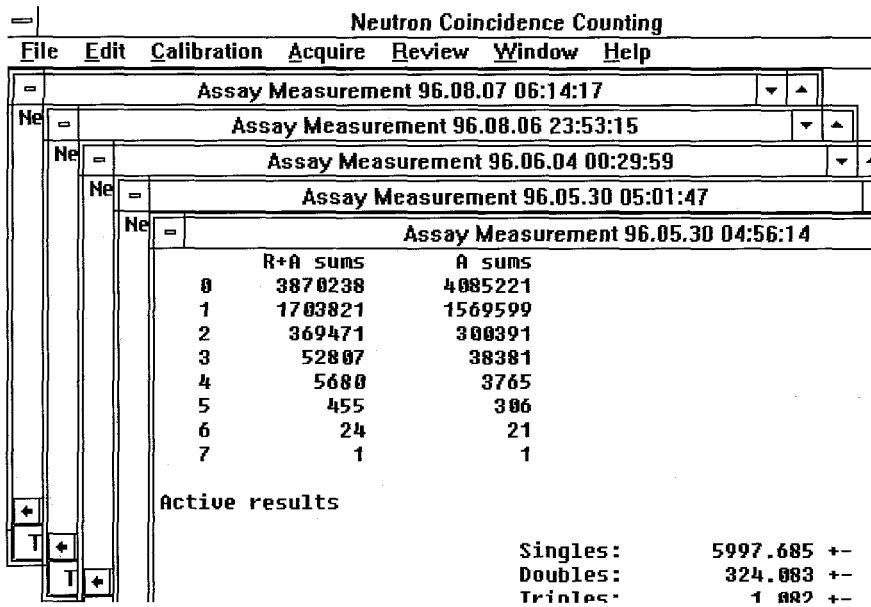 Neutron Coincidence Counting
File Edit Calibration Acquire Review Window Help
Assay Measurement 96.08.07 06:14:17
Ne
Assay Measurement 96.08.06 23:53:15
Ne
Assay Measurement 96.06.04 00:29:59
Ne
Assay Measurement 96.05.30 05:01:47
Ne
Assay Measurement 96.05.30 04:56:14
R+A sums A sums
0 3870238 4085221
1 1703821 1569599
2 369471 300391
3 52807 38381
4 5680 3765
5 455 306
6 24 21
7 1 1
Active results
T
Singles: 5997.685 +-
Doubles: 324.083 +-
T
Triples: 1.082 +-